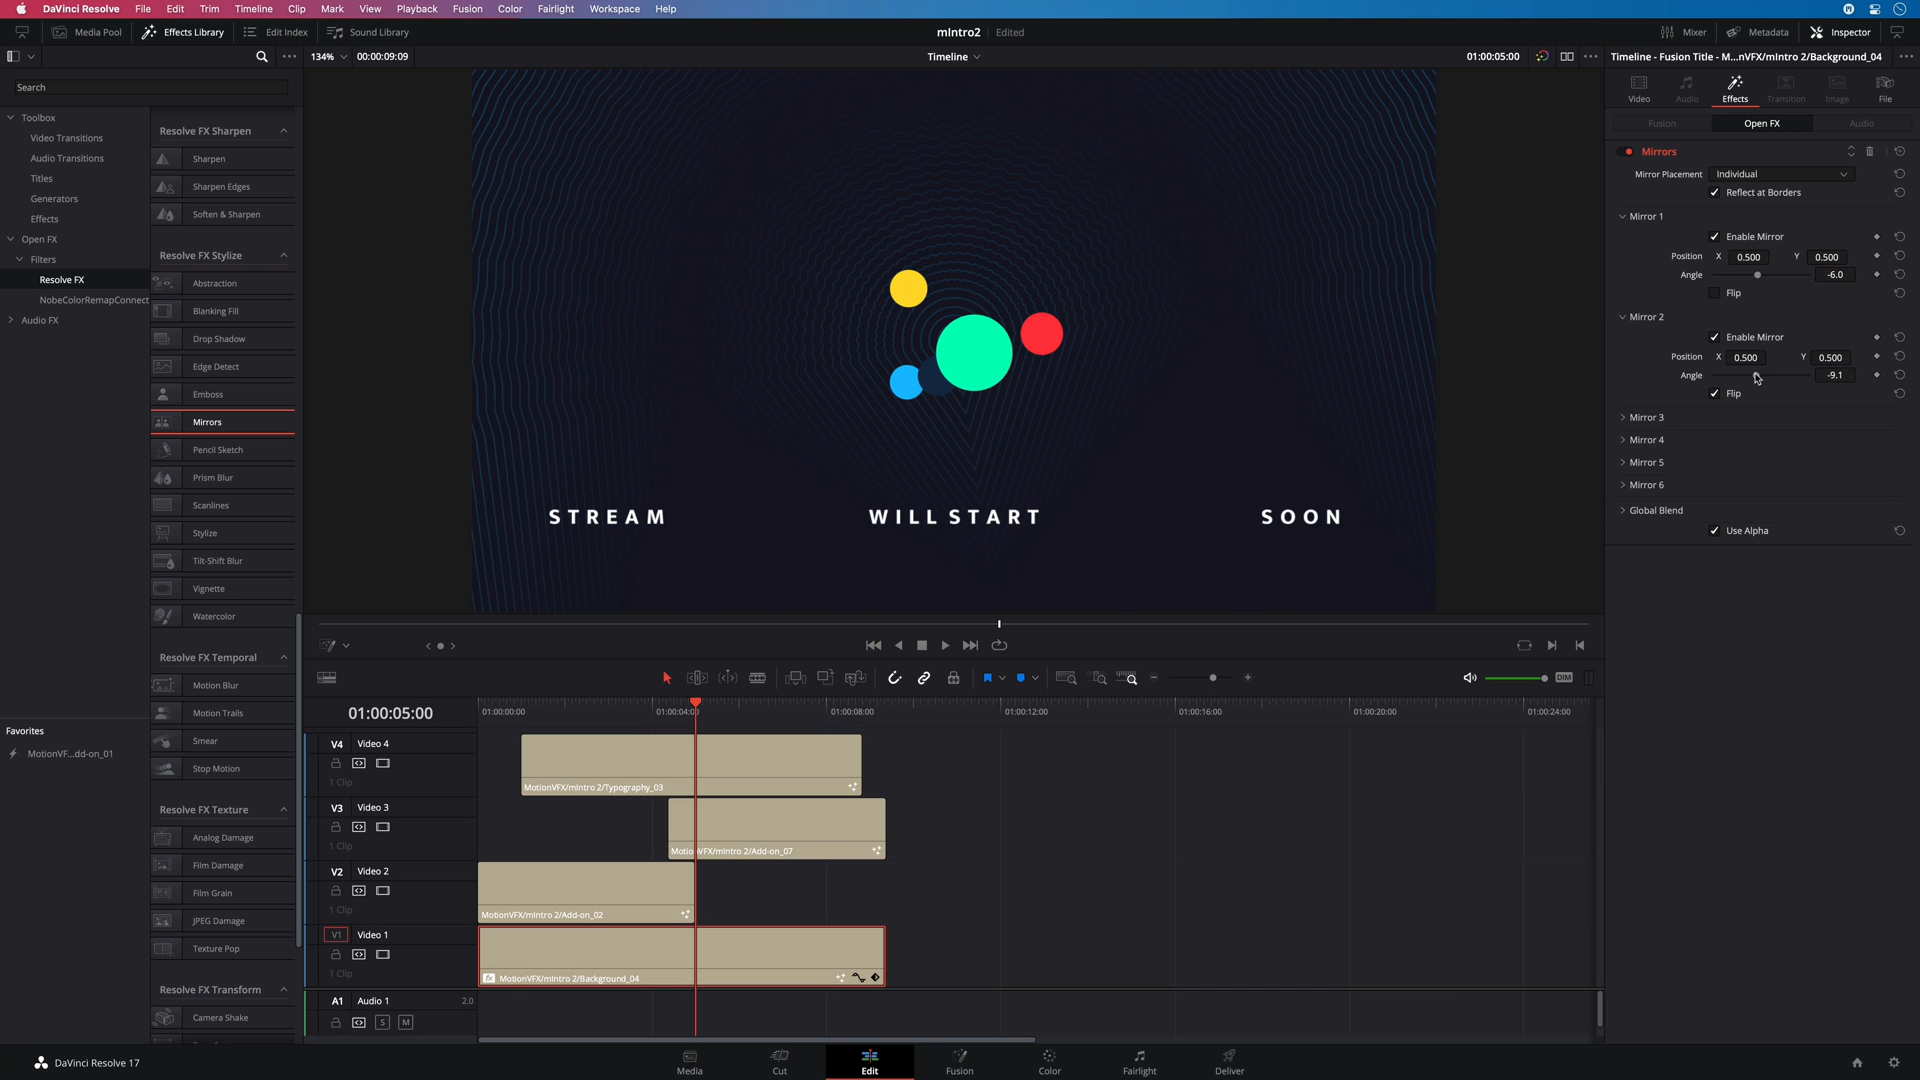 DaVinci Resolve File Edit Trim Timeline Clip Mark View Playback Fusion Color Fairlight Workspace Help
Media Pool Effects Library Edit Index Sound Library mIntro2 Edited Mixer Metadata Inspector
134% 00:00:09:09 Timeline 01:00:05:00 Timeline - Fusion Title - M...nVFX/mIntro 2/Background_04
Search
Toolbox
Video Transitions
Audio Transitions
Titles
Generators
Effects
Open FX
Filters
Resolve FX
NobeColorRemapConnect
Audio FX
Favorites
MotionVF...dd-on_01
Resolve FX Sharpen
Sharpen
Sharpen Edges
Soften & Sharpen
Resolve FX Stylize
Abstraction
Blanking Fill
Drop Shadow
Edge Detect
Emboss
Mirrors
Pencil Sketch
Prism Blur
Scanlines
Stylize
Tilt-Shift Blur
Vignette
Watercolor
Resolve FX Temporal
Motion Blur
Motion Trails
Smear
Stop Motion
Resolve FX Texture
Analog Damage
Film Damage
Film Grain
JPEG Damage
Texture Pop
Resolve FX Transform
Camera Shake
STREAM WILL START SOON
Video Audio Effects Transition Image File
Fusion Open FX Audio
Mirrors
Mirror Placement Individual
Reflect at Borders
Mirror 1
Enable Mirror
Position X 0.500 Y 0.500
Angle -6.0
Flip
Mirror 2
Enable Mirror
Position X 0.500 Y 0.500
Angle -9.1
Flip
Mirror 3
Mirror 4
Mirror 5
Mirror 6
Global Blend
Use Alpha
DIM
01:00:05:00 01:00:00:00 01:00:04:00 01:00:08:00 01:00:12:00 01:00:16:00 01:00:20:00 01:00:24:00
V4 Video 4
1 Clip
MotionVFX/mIntro 2/Typography_03
V3 Video 3
1 Clip
MotionVFX/mIntro 2/Add-on_07
V2 Video 2
1 Clip
MotionVFX/mIntro 2/Add-on_02
V1 Video 1
1 Clip
fx MotionVFX/mIntro 2/Background_04
A1 Audio 1 2.0
S M
DaVinci Resolve 17 Media Cut Edit Fusion Color Fairlight Deliver